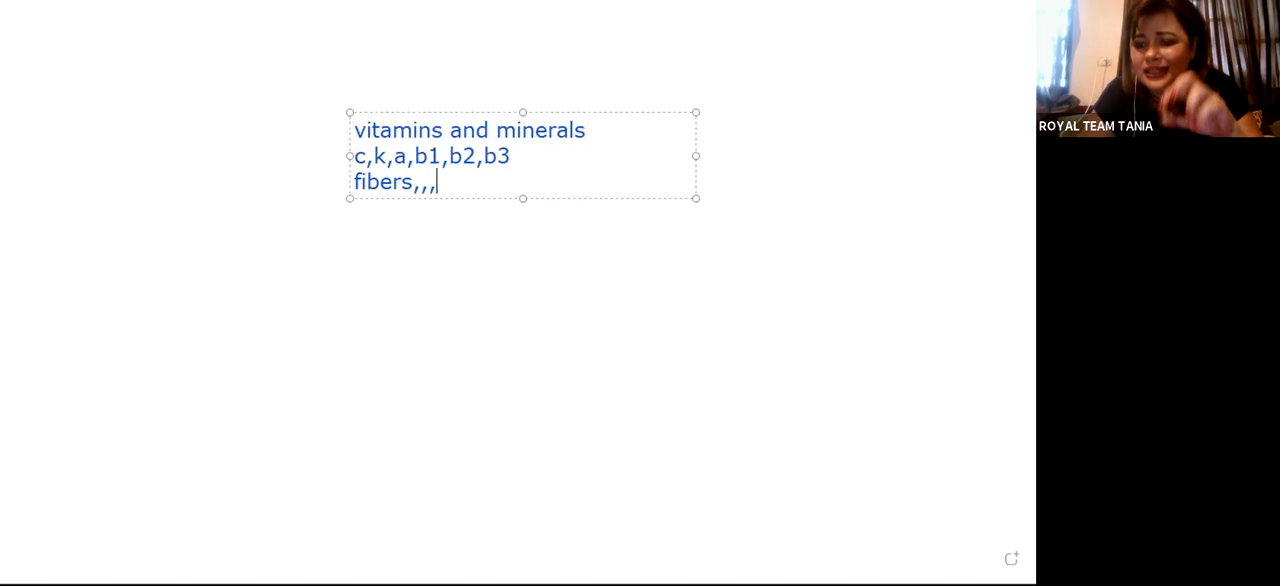 vitamins and minerals
c,k,a,b1,b2,b3
fibers,,,
ROYAL TEAM TANIA